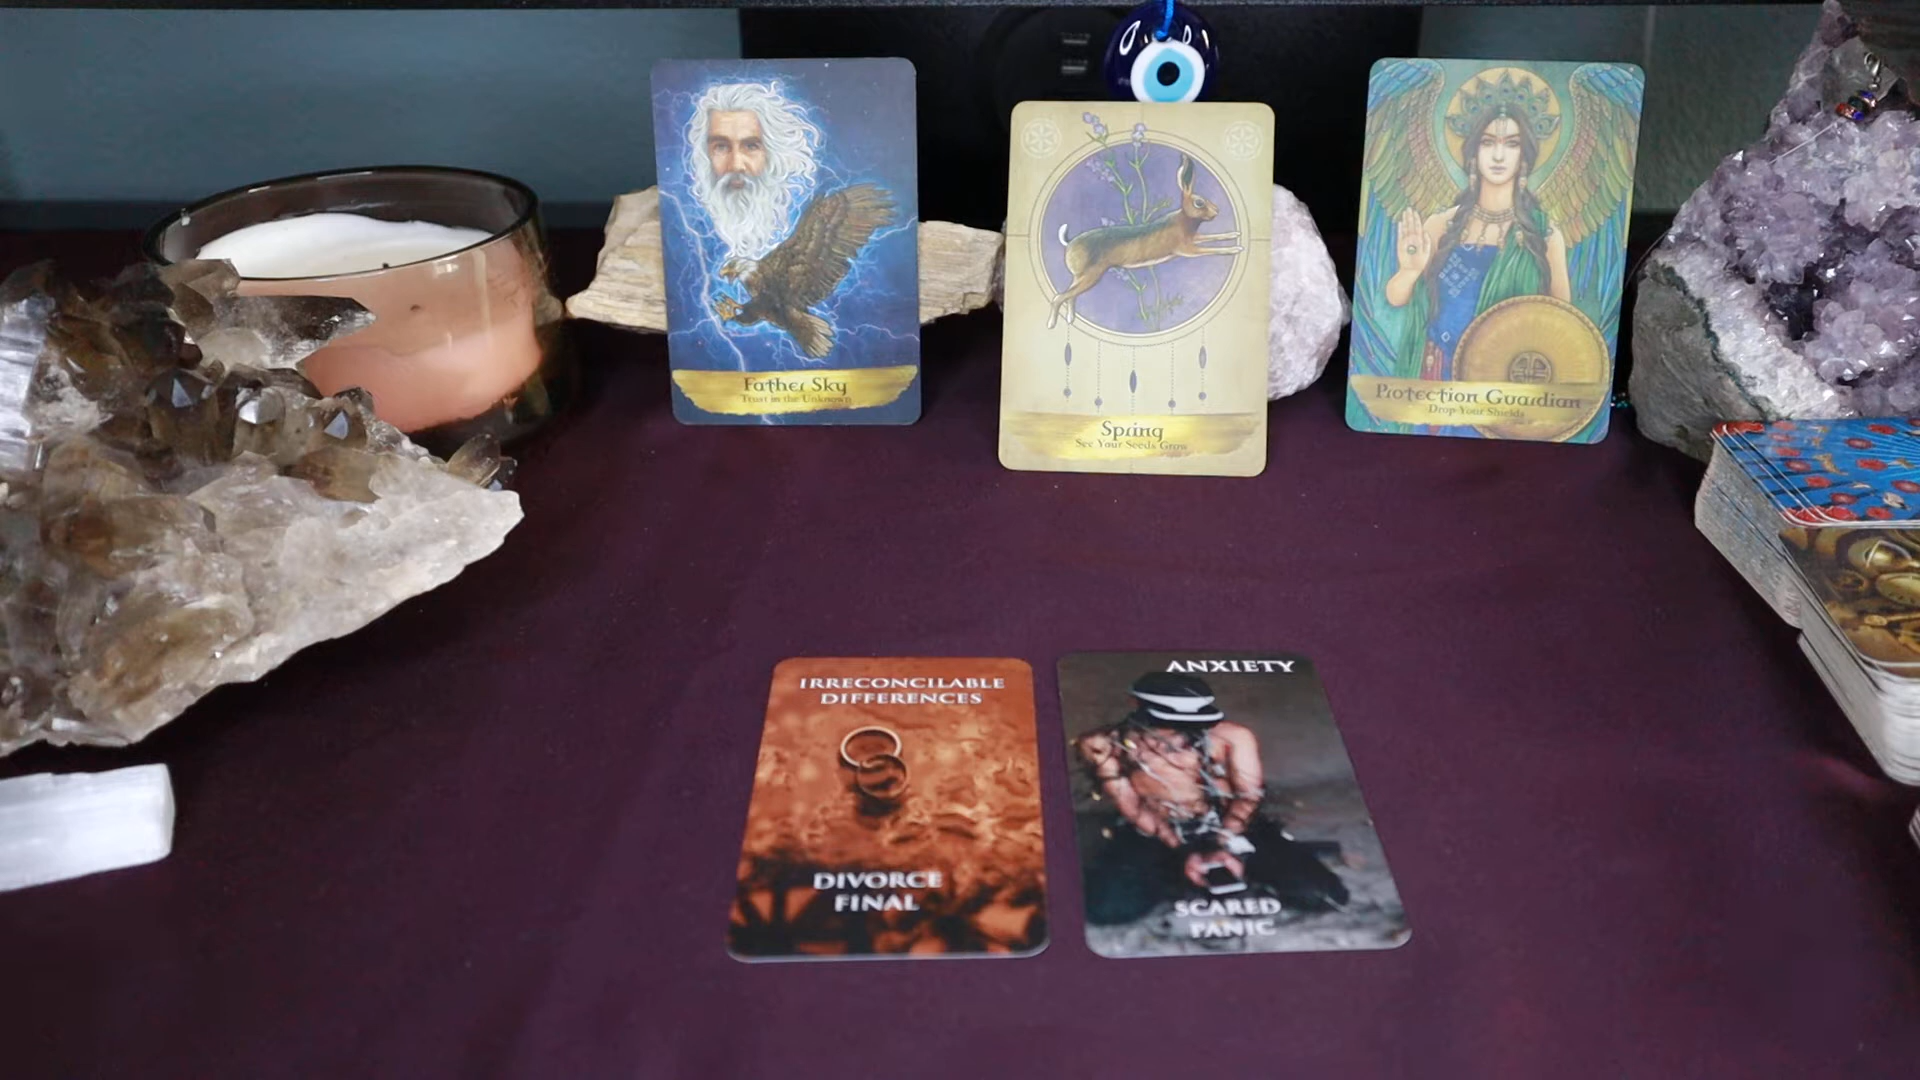 Father Sky
Trust in the Unknown
Spring
See Your Seeds Grow
Protection Guardian
Drop Your Shields
IRRECONCILABLE
DIFFERENCES
DIVORCE
FINAL
ANXIETY
SCARED
PANIC